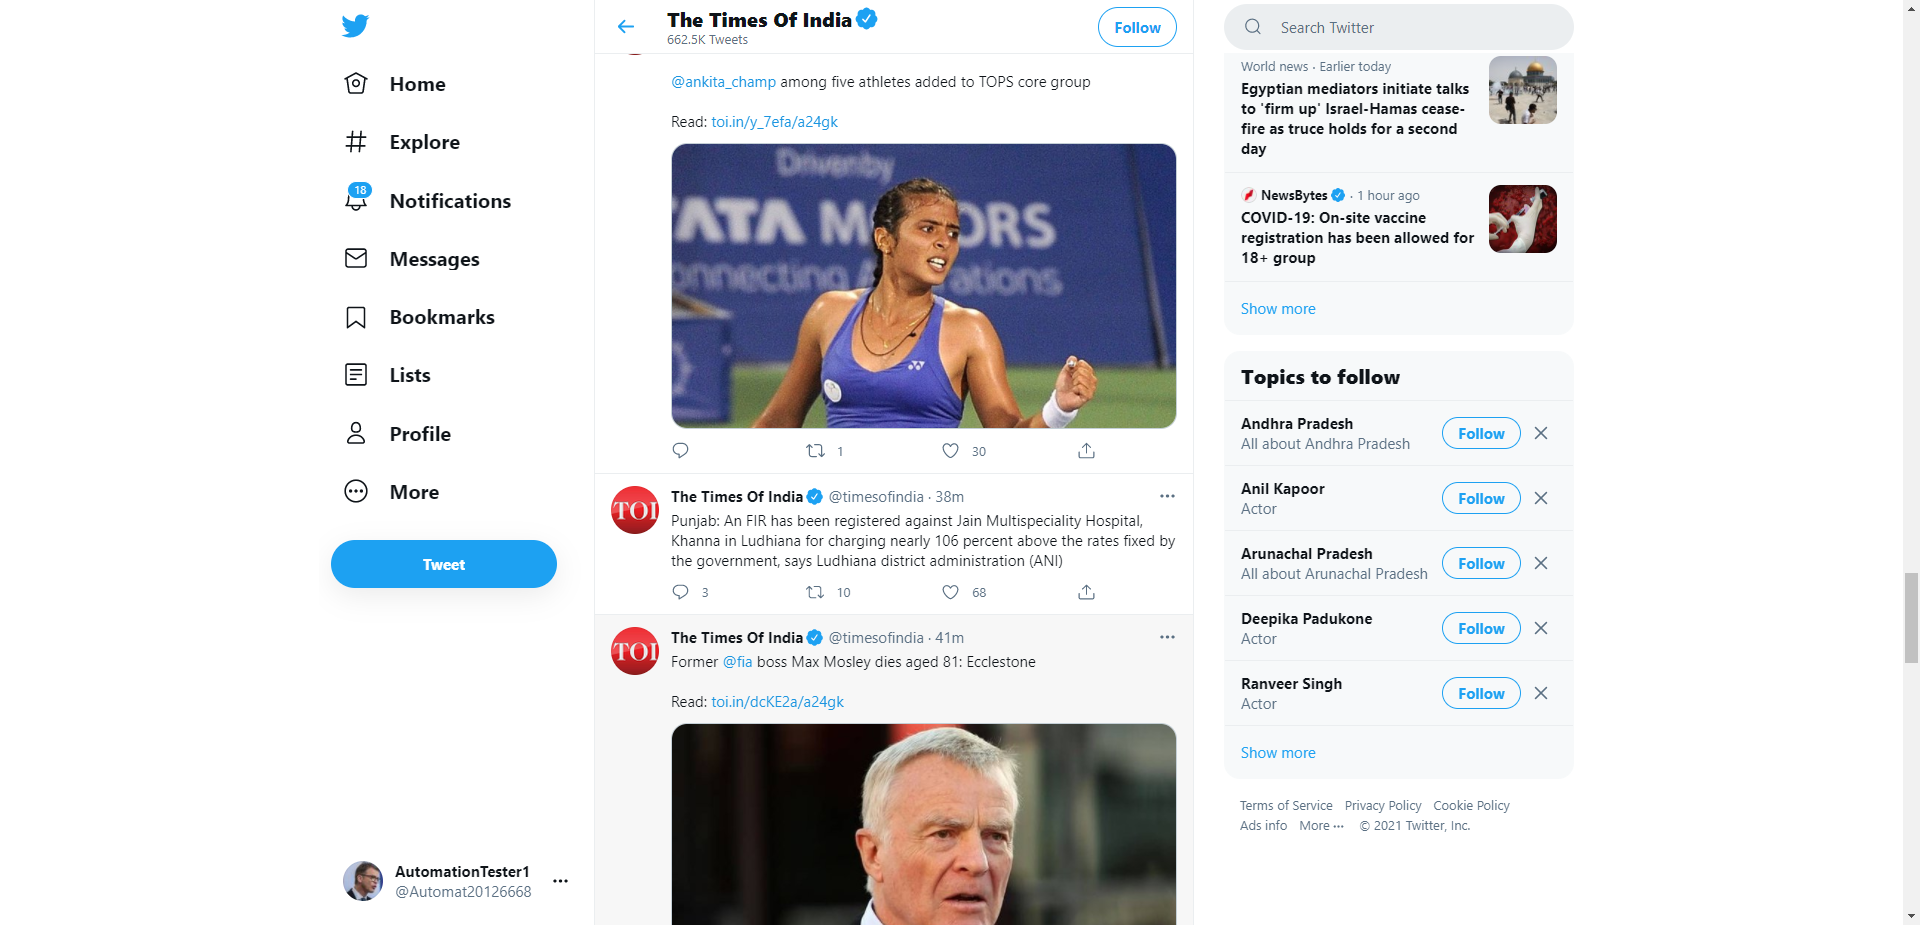 Home
Explore
18
Notifications
Messages
Bookmarks
Lists
Profile
More
Tweet
AutomationTester1
@Automat20126668
The Times Of India
662.5K Tweets
Follow
@ankita_champ among five athletes added to TOPS core group
Read: toi.in/y_7efa/a24gk
Drivenby
TATA M ORS
onnecting A rations
1
30
TOI
The Times Of India @timesofindia · 38m
Punjab: An FIR has been registered against Jain Multispeciality Hospital,
Khanna in Ludhiana for charging nearly 106 percent above the rates fixed by
the government, says Ludhiana district administration (ANI)
3
10
68
TOI
The Times Of India @timesofindia · 41m
Former @fia boss Max Mosley dies aged 81: Ecclestone
Read: toi.in/dcKE2a/a24gk
Search Twitter
World news · Earlier today
Egyptian mediators initiate talks
to 'firm up' Israel-Hamas cease-
fire as truce holds for a second
day
NewsBytes · 1 hour ago
COVID-19: On-site vaccine
registration has been allowed for
18+ group
Show more
Topics to follow
Andhra Pradesh
All about Andhra Pradesh
Follow
Anil Kapoor
Actor
Follow
Arunachal Pradesh
All about Arunachal Pradesh
Follow
Deepika Padukone
Actor
Follow
Ranveer Singh
Actor
Follow
Show more
Terms of Service Privacy Policy Cookie Policy
Ads info More ··· © 2021 Twitter, Inc.